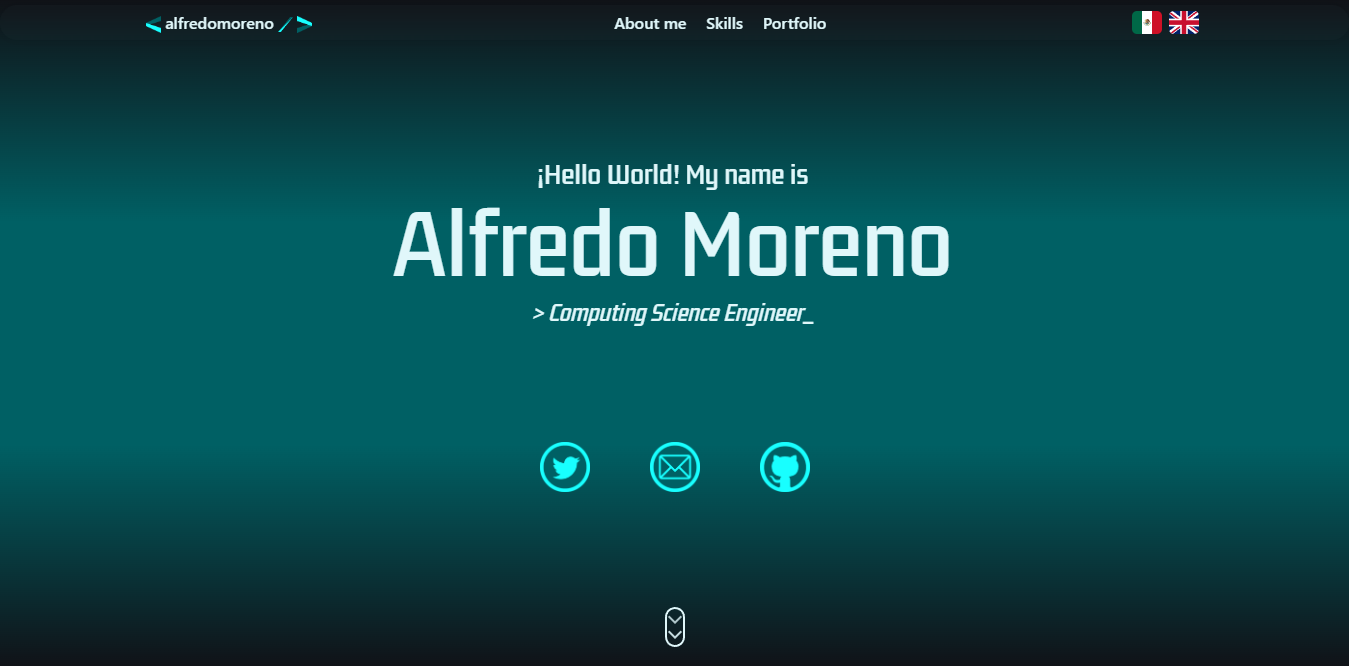 < alfredomoreno / >
About me
Skills
Portfolio
¡Hello World! My name is
Alfredo Moreno
> Computing Science Engineer_